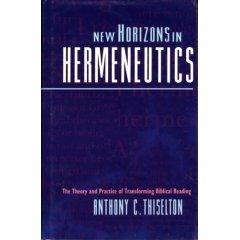 NEW HORIZONS IN
HERMENEUTICS
The Theory and Practice of Transforming Biblical Reading
ANTHONY C. THISELTON